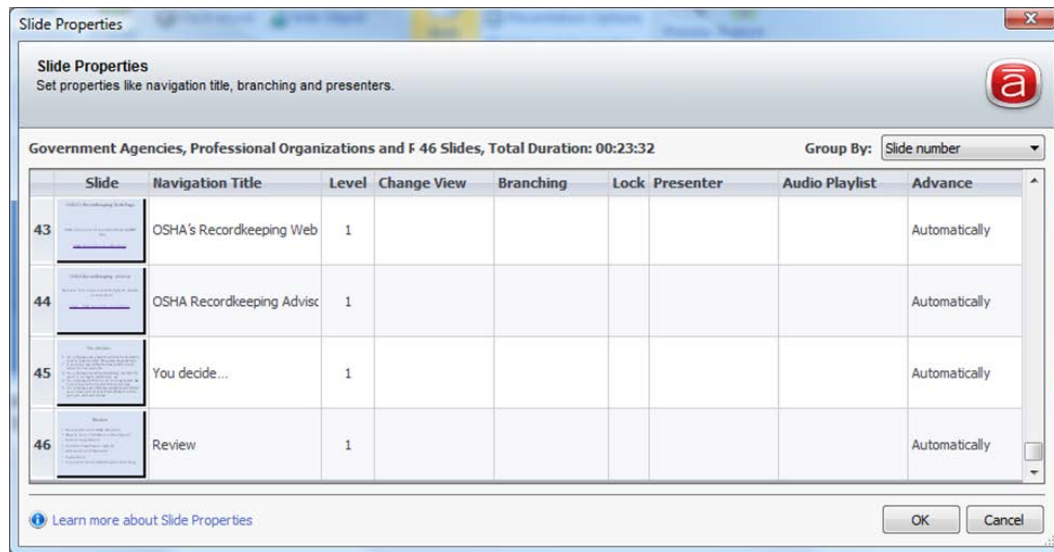 Slide Properties
Slide Properties
Set properties like navigation title, branching and presenters.
Government Agencies, Professional Organizations and F 46 Slides, Total Duration: 00:23:32
Group By: Slide number
Slide Navigation Title Level Change View Branching Lock Presenter Audio Playlist Advance
43 OSHA's Recordkeeping Web 1 Automatically
44 OSHA Recordkeeping Advisc 1 Automatically
45 You decide... 1 Automatically
46 Review 1 Automatically
Learn more about Slide Properties
OK Cancel